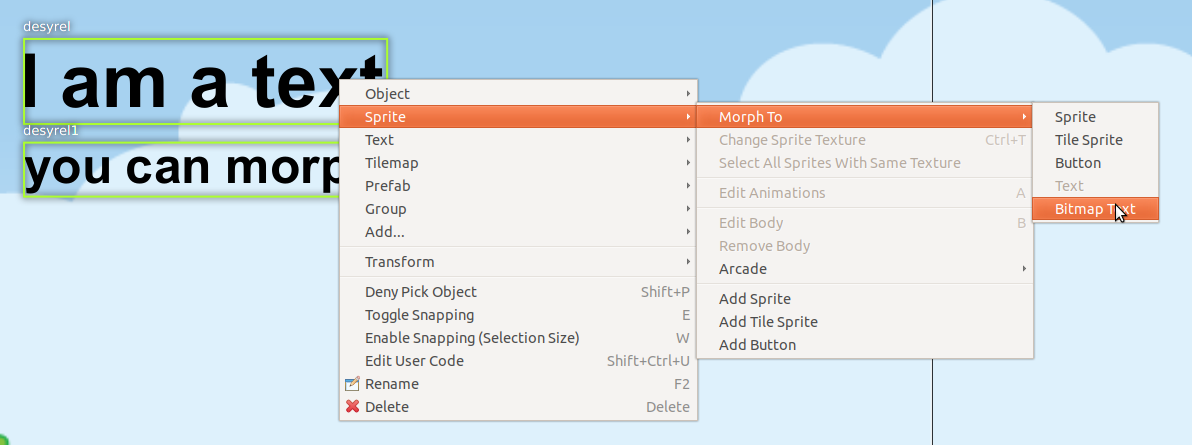 desyrel
I am a text
desyrel1
you can morp
Object
Sprite
Text
Tilemap
Prefab
Group
Add...
Transform
Deny Pick Object Shift+P
Toggle Snapping E
Enable Snapping (Selection Size) W
Edit User Code Shift+Ctrl+U
Rename F2
Delete Delete
Morph To
Change Sprite Texture Ctrl+T
Select All Sprites With Same Texture
Edit Animations A
Edit Body B
Remove Body
Arcade
Add Sprite
Add Tile Sprite
Add Button
Sprite
Tile Sprite
Button
Text
Bitmap Text